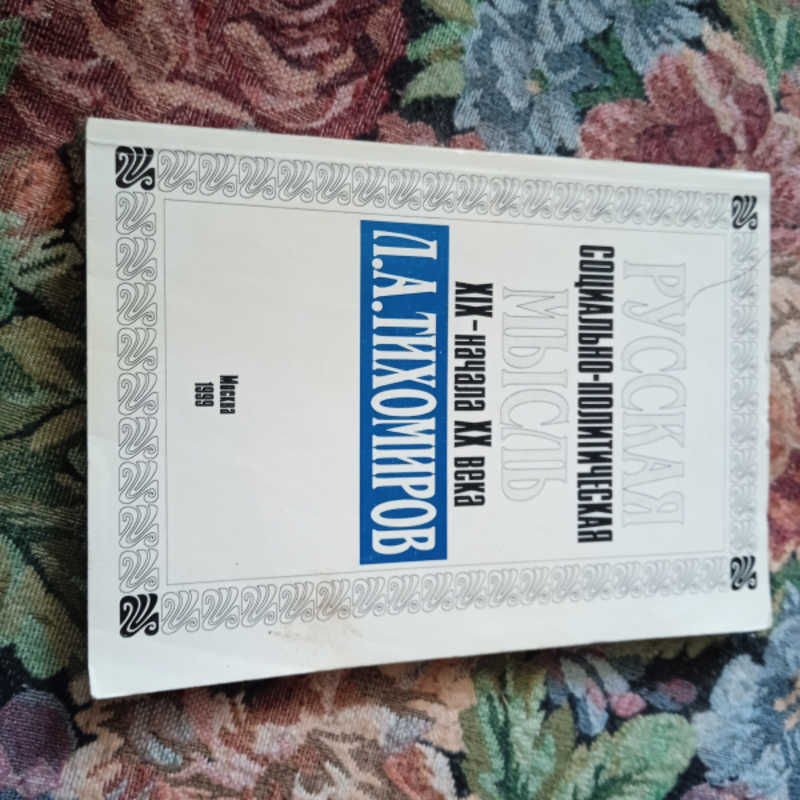 РУССКАЯ
СОЦИАЛЬНО-ПОЛИТИЧЕСКАЯ
МЫСЛЬ
XIX-начала XX века
Л.А.ТИХОМИРОВ
Москва
1999